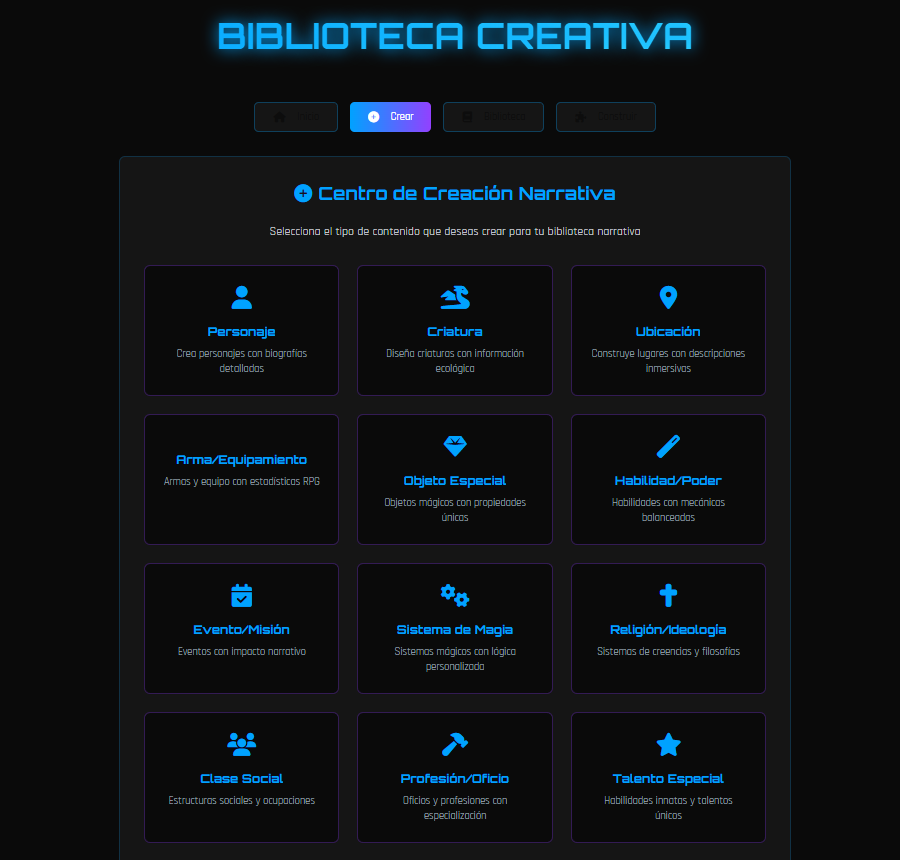 BIBLIOTECA CREATIVA
Inicio
Crear
Biblioteca
Centro de Creación Narrativa
Selecciona el tipo de contenido que deseas crear para tu biblioteca narrativa
Personaje
Crea personajes con biografías
detalladas
Criatura
Diseña criaturas con información
ecológica
Ubicación
Construye lugares con descripciones
inmersivas
Arma/Equipamiento
Armas y equipo con estadísticas RPG
Objeto Especial
Objetos mágicos con propiedades
únicas
Habilidad/Poder
Habilidades con mecánicas
balanceadas
Evento/Misión
Eventos con impacto narrativo
Sistema de Magia
Sistemas mágicos con lógica
personalizada
Religión/Ideología
Sistemas de creencias y filosofías
Clase Social
Estructuras sociales y ocupaciones
Profesión/Oficio
Oficios y profesiones con
especialización
Talento Especial
Habilidades innatas y talentos
únicos